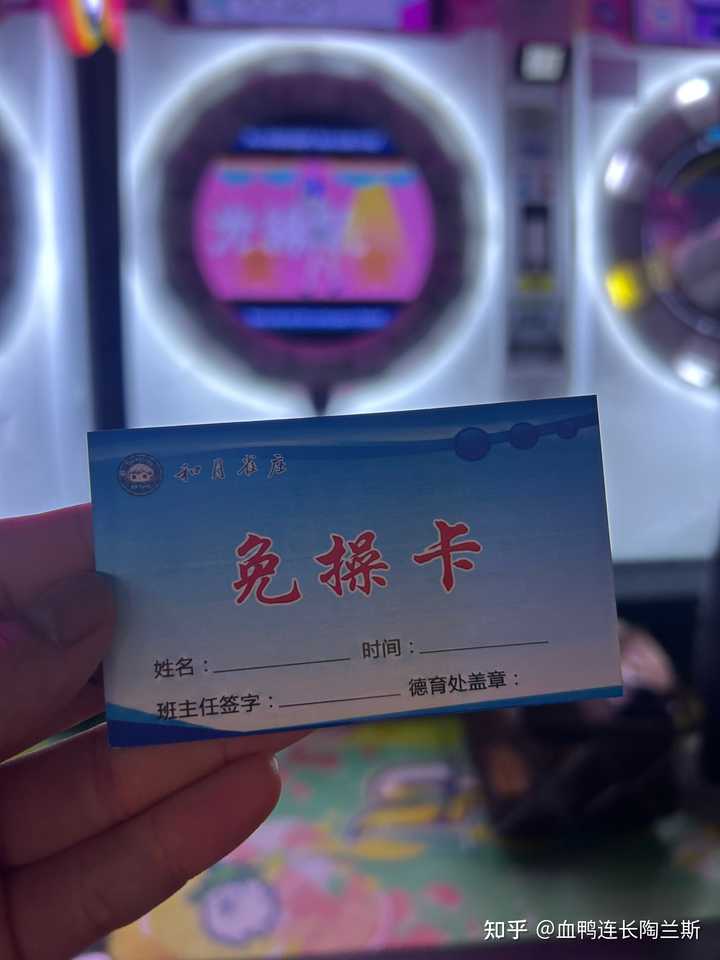 和月雀座
免操卡
姓名：
时间：
班主任签字：
德育处盖章：
知乎 @血鸭连长陶兰斯